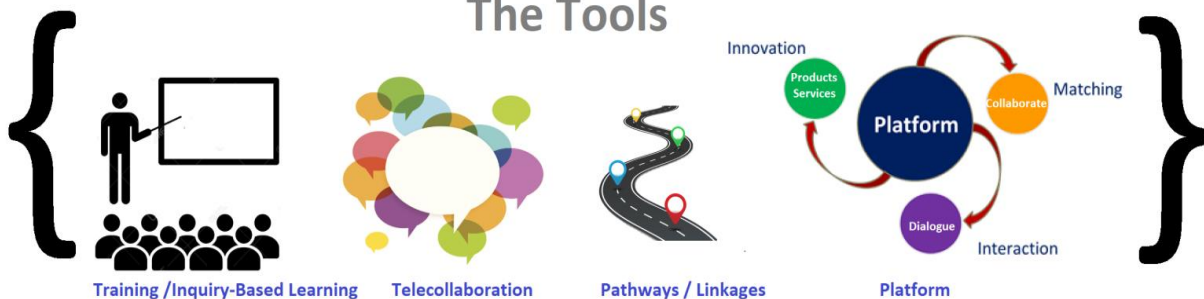 The Tools
Innovation
Products
Services
Collaborate
Matching
Platform
Dialogue
Interaction
Training /Inquiry-Based Learning
Telecollaboration
Pathways / Linkages
Platform